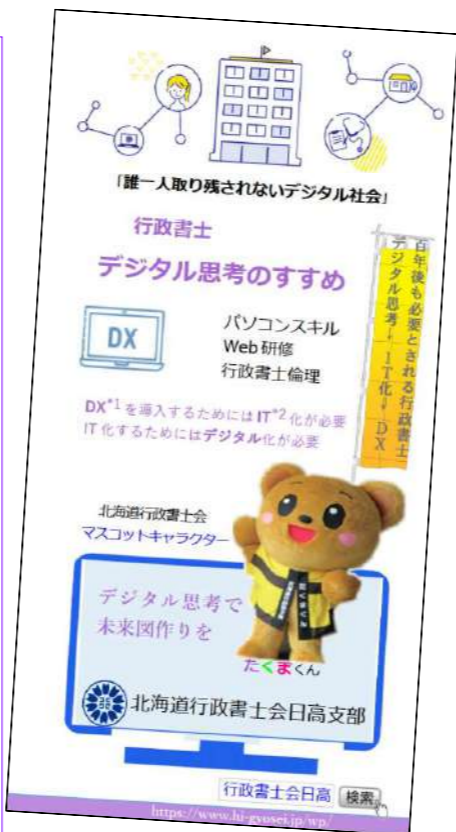 「誰一人取り残されないデジタル社会」
行政書士
デジタル思考のすすめ
百年後も必要とされる行政書士
デジタル思考→IT化→DX
DX
パソコンスキル
Web研修
行政書士倫理
DX*1を導入するためにはIT*2化が必要
IT化するためにはデジタル化が必要
北海道行政書士会
マスコットキャラクター
デジタル思考で
未来図作りを
たくまくん
北海道行政書士会日高支部
行政書士会日高 検索
https://www.hi-gyosei.jp/wp/